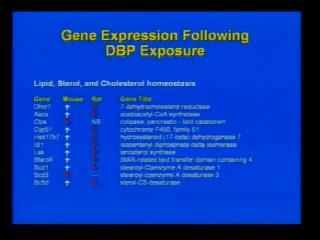 Gene Expression Following
DBP Exposure
Lipid, Sterol, and Cholesterol homeostasis
Gene Mouse Rat Gene Title
Dhcr7 ↑ 7-dehydrocholesterol reductase
Aacs ↑ acetoacetyl-CoA synthetase
Clps NS colipase, pancreatic - lipid catabolism
Cyp51 ↑ cytochrome P450, family 51
Hsd17b7 ↑ hydroxysteroid (17-beta) dehydrogenase 7
Idi1 ↑ isopentenyl-diphosphate delta isomerase
Lss ↑ lanosterol synthase
Stard4 ↑ StAR-related lipid transfer domain containing 4
Scd1 ↑ stearoyl-Coenzyme A desaturase 1
Scd3 — stearoyl-coenzyme A desaturase 3
Sc5d ↑ sterol-C5-desaturase